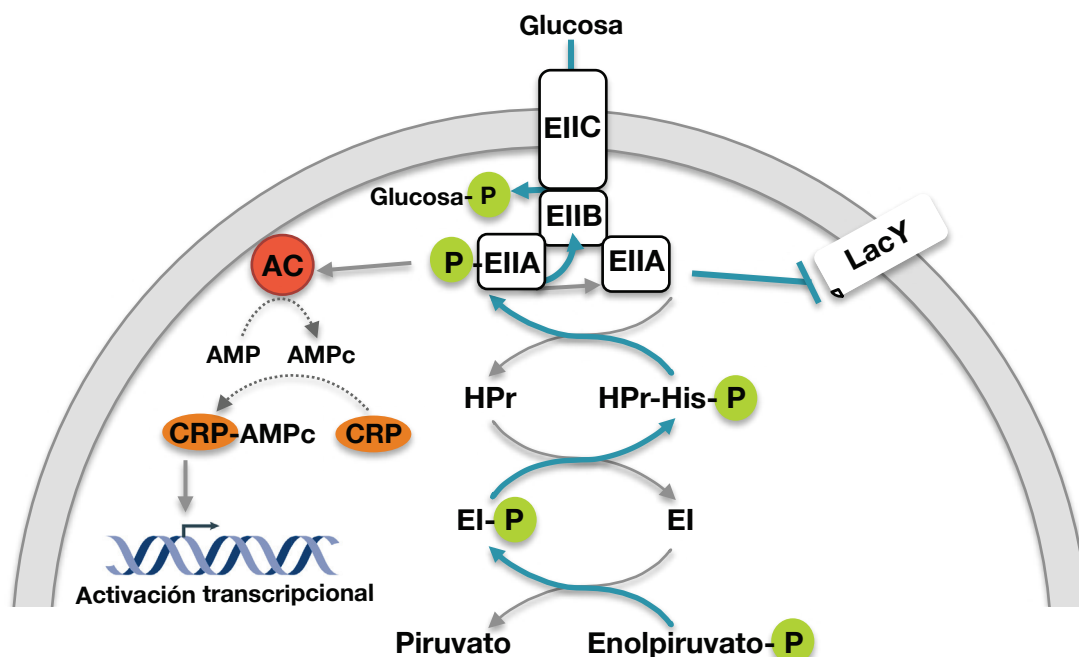 Glucosa
EIIC
Glucosa-P
EIIB
P-EIIA
EIIA
LacY
AC
AMP
AMPc
HPr
HPr-His-P
CRP-AMPc
CRP
EI-P
EI
Activación transcripcional
Piruvato
Enolpiruvato-P